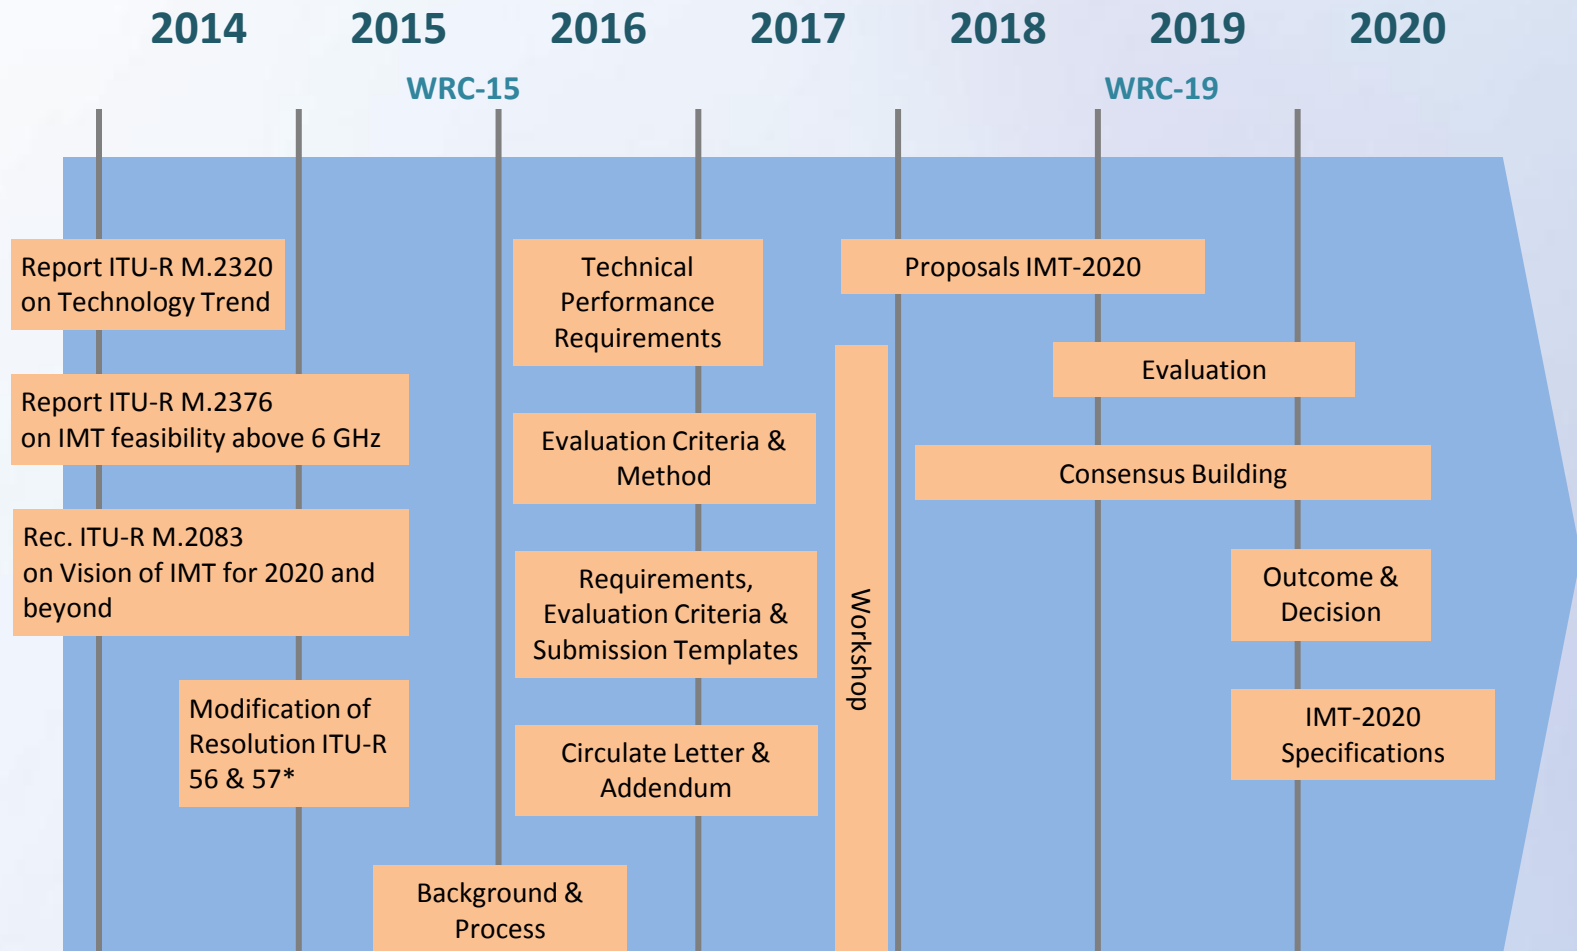 2014 2015 2016 2017 2018 2019 2020
WRC-15 WRC-19
Report ITU-R M.2320
on Technology Trend
Report ITU-R M.2376
on IMT feasibility above 6 GHz
Rec. ITU-R M.2083
on Vision of IMT for 2020 and
beyond
Modification of
Resolution ITU-R
56 & 57*
Background &
Process
Technical
Performance
Requirements
Evaluation Criteria &
Method
Requirements,
Evaluation Criteria &
Submission Templates
Circulate Letter &
Addendum
Workshop
Proposals IMT-2020
Evaluation
Consensus Building
Outcome &
Decision
IMT-2020
Specifications